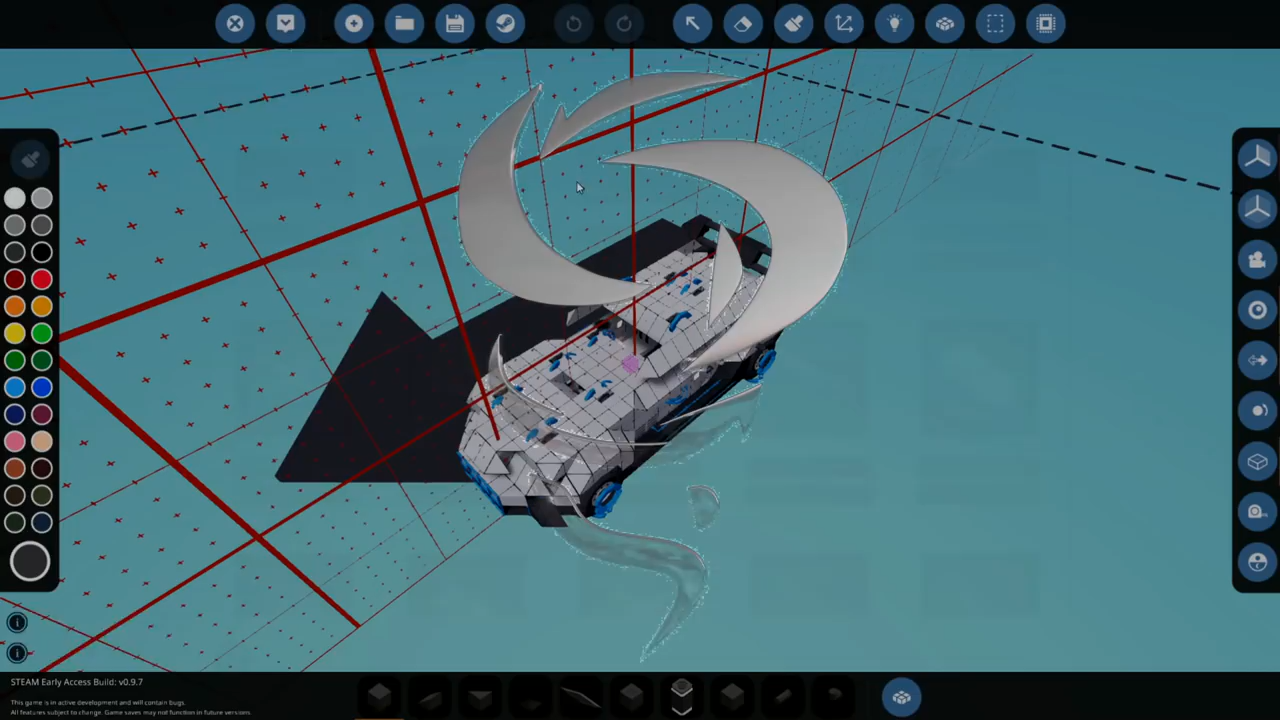 STEAM Early Access Build: v0.9.7
This game is in active development and will contain bugs.
All features subject to change. Game saves may not function in future versions.